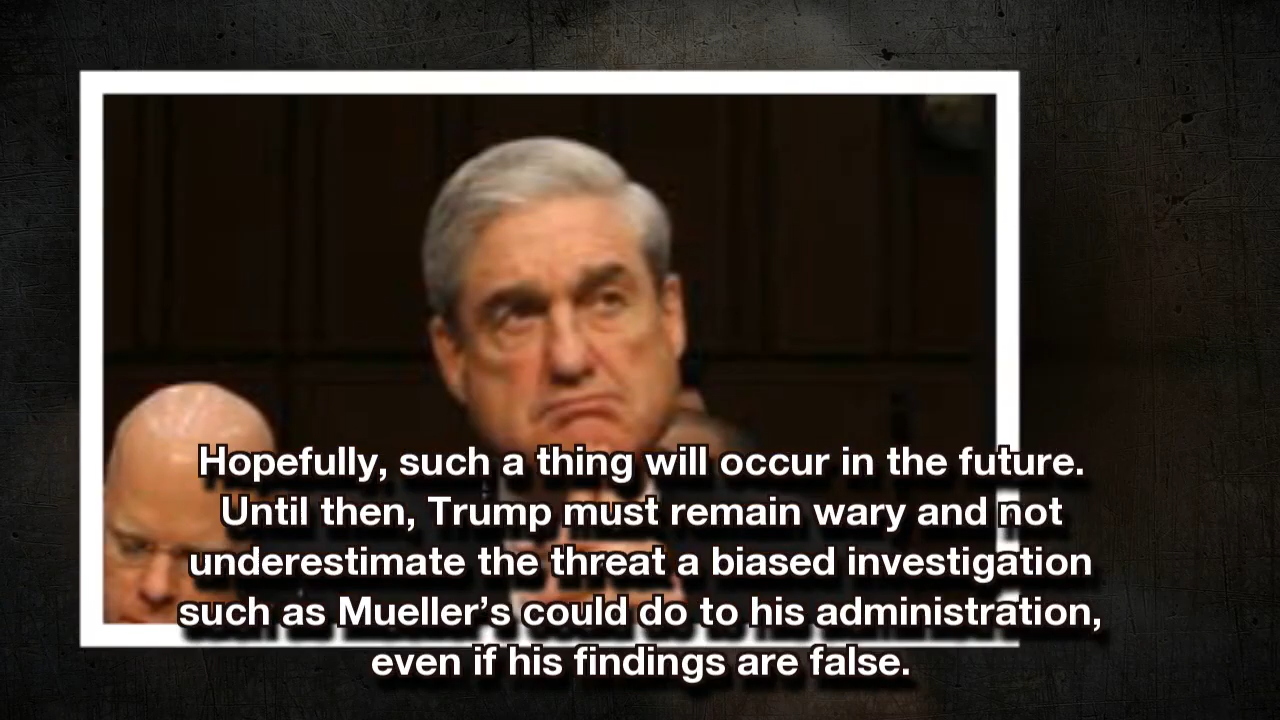 Hopefully, such a thing will occur in the future.
Until then, Trump must remain wary and not
underestimate the threat a biased investigation
such as Mueller’s could do to his administration,
even if his findings are false.